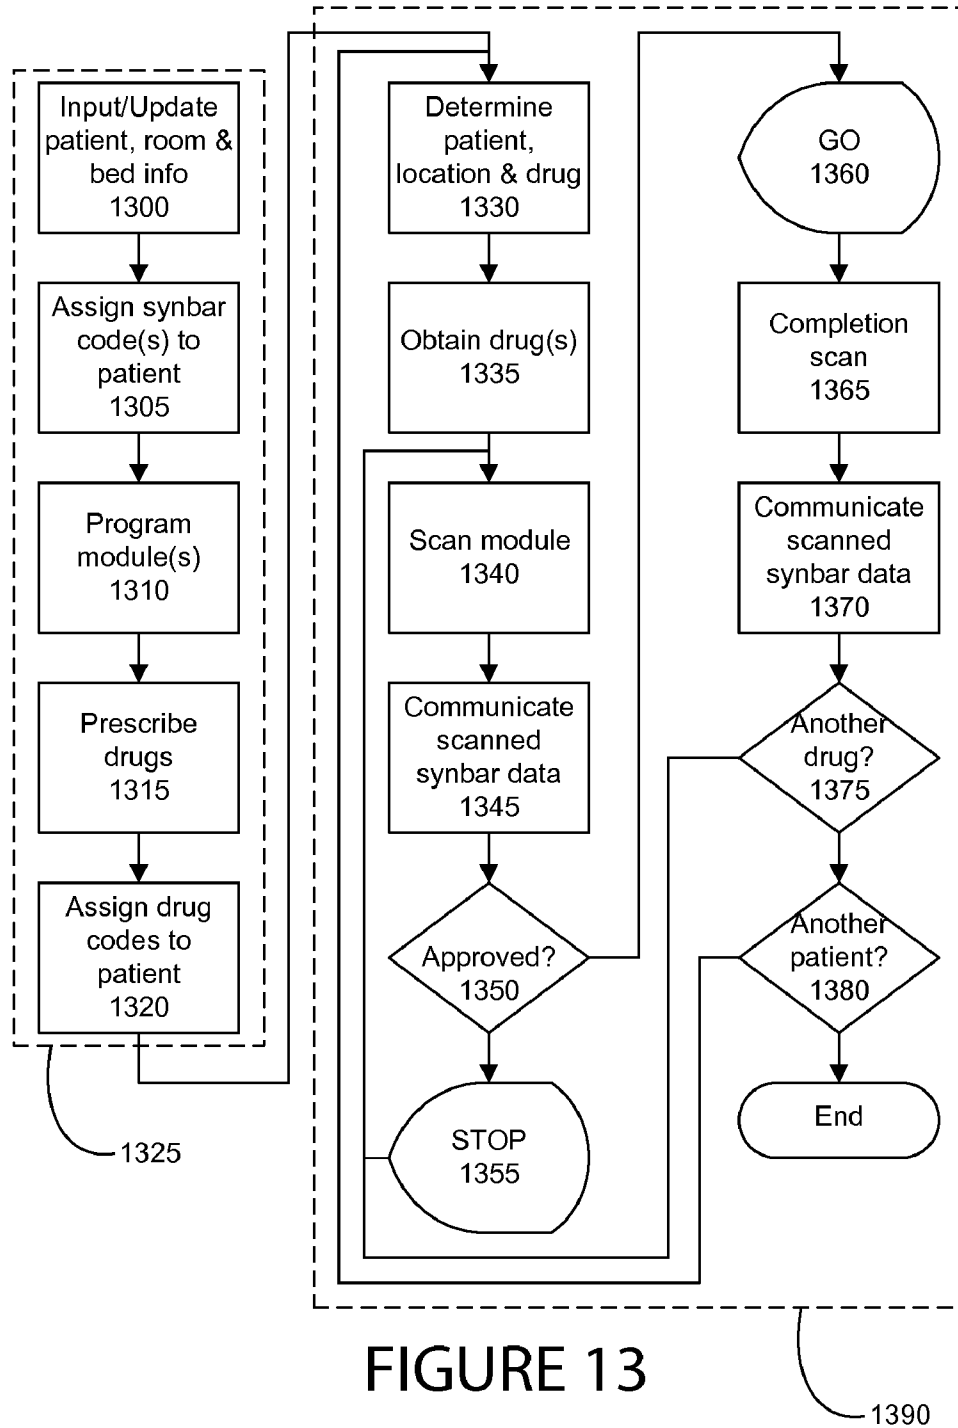 Input/Update
patient, room &
bed info
1300
Assign synbar
code(s) to
patient
1305
Program
module(s)
1310
Prescribe
drugs
1315
Assign drug
codes to
patient
1320
1325
Determine
patient,
location & drug
1330
Obtain drug(s)
1335
Scan module
1340
Communicate
scanned
synbar data
1345
Approved?
1350
STOP
1355
GO
1360
Completion
scan
1365
Communicate
scanned
synbar data
1370
Another
drug?
1375
Another
patient?
1380
End
FIGURE 13
1390